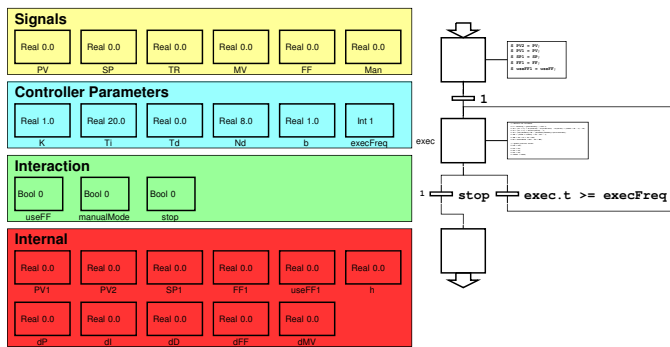 Signals
Real 0.0 Real 0.0 Real 0.0 Real 0.0 Real 0.0 Real 0.0
PV SP TR MV FF Man
Controller Parameters
Real 1.0 Real 20.0 Real 0.0 Real 8.0 Real 1.0 Int 1
K Ti Td Nd b execFreq
Interaction
Bool 0 Bool 0 Bool 0
useFF manualMode stop
Internal
Real 0.0 Real 0.0 Real 0.0 Real 0.0 Real 0.0 Real 0.0
PV1 PV2 SP1 FF1 useFF1 h
Real 0.0 Real 0.0 Real 0.0 Real 0.0 Real 0.0
dP dI dD dFF dMV
S PV2 = PV;
S PV1 = PV;
S SP1 = SP;
S FF1 = FF;
S useFF1 = useFF;
1
exec
1 stop exec.t >= execFreq